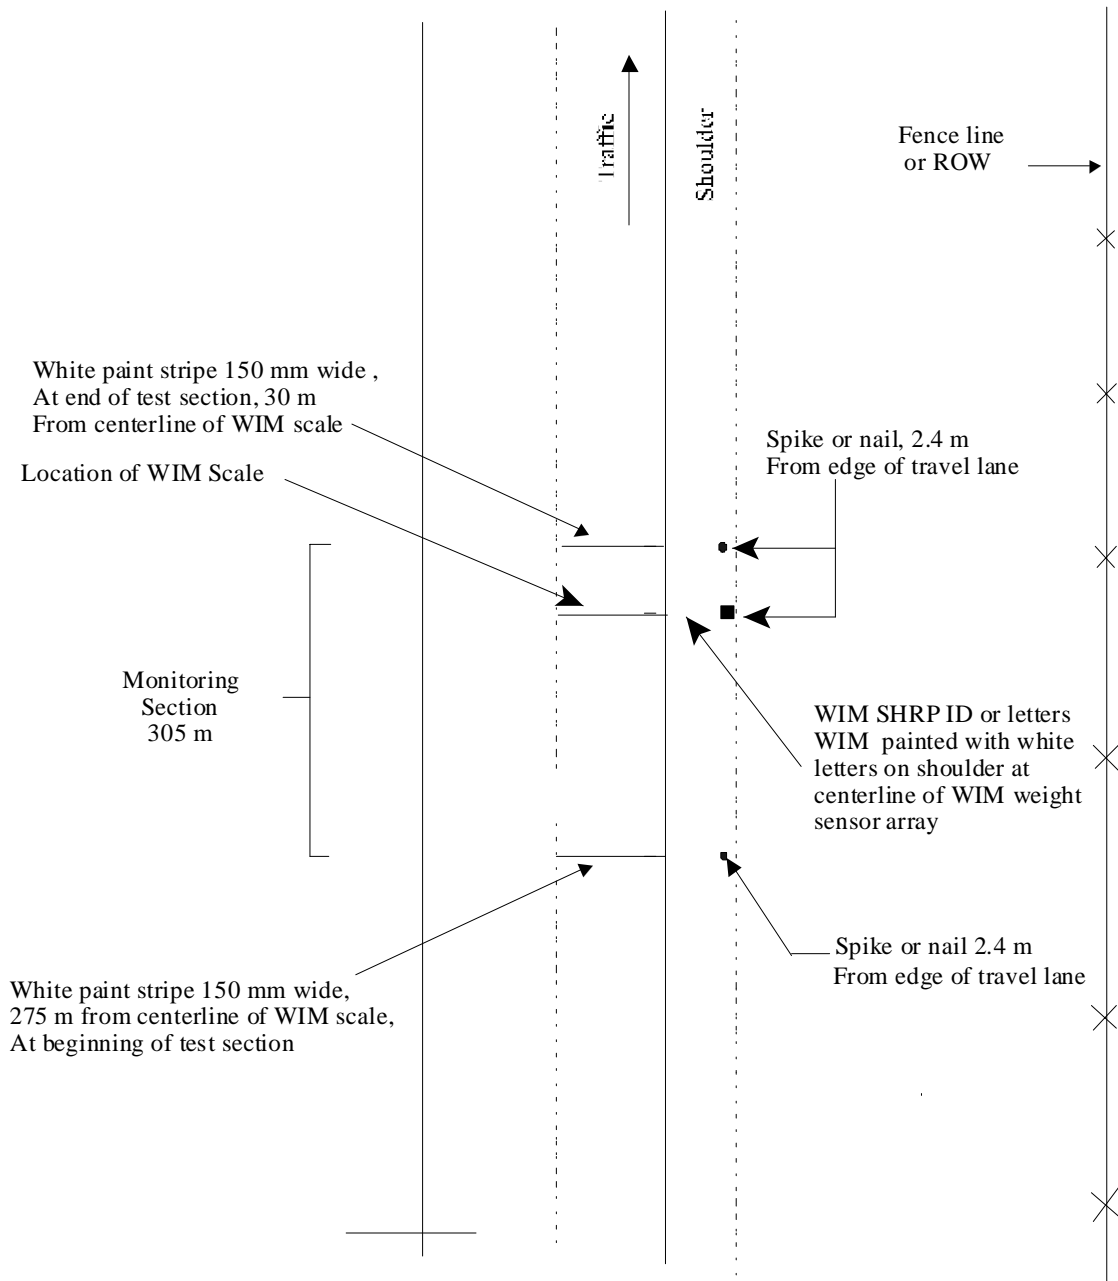 Traffic
Shoulder
Fence line
or ROW
White paint stripe 150 mm wide ,
At end of test section, 30 m
From centerline of WIM scale
Location of WIM Scale
Spike or nail, 2.4 m
From edge of travel lane
Monitoring
Section
305 m
WIM SHRP ID or letters
WIM painted with white
letters on shoulder at
centerline of WIM weight
sensor array
Spike or nail 2.4 m
From edge of travel lane
White paint stripe 150 mm wide,
275 m from centerline of WIM scale,
At beginning of test section